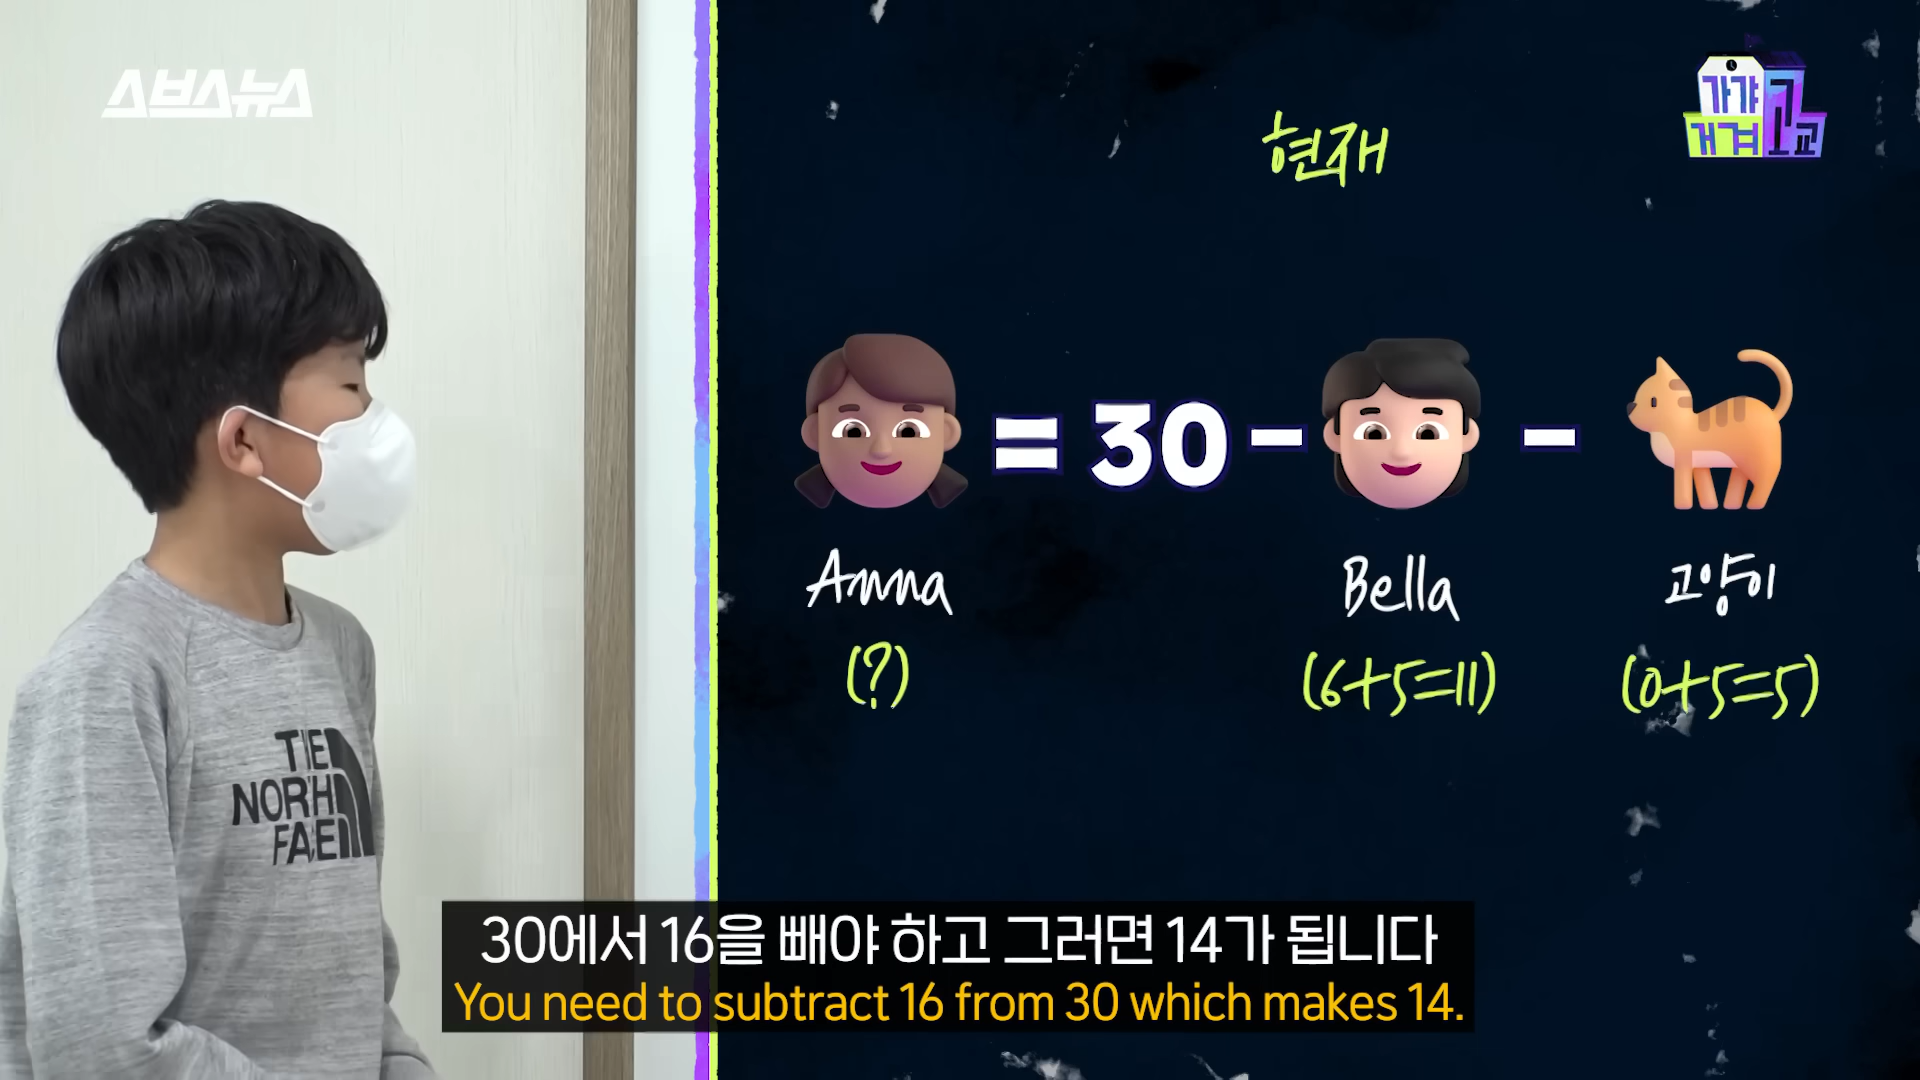 스브스뉴스
가갸
거겨
고교
현재
= 30 - -
Anna
Bella
고양이
(?)
(6+5=11)
(0+5=5)
THE
NORTH
FACE
30에서 16을 빼야 하고 그러면 14가 됩니다
You need to subtract 16 from 30 which makes 14.